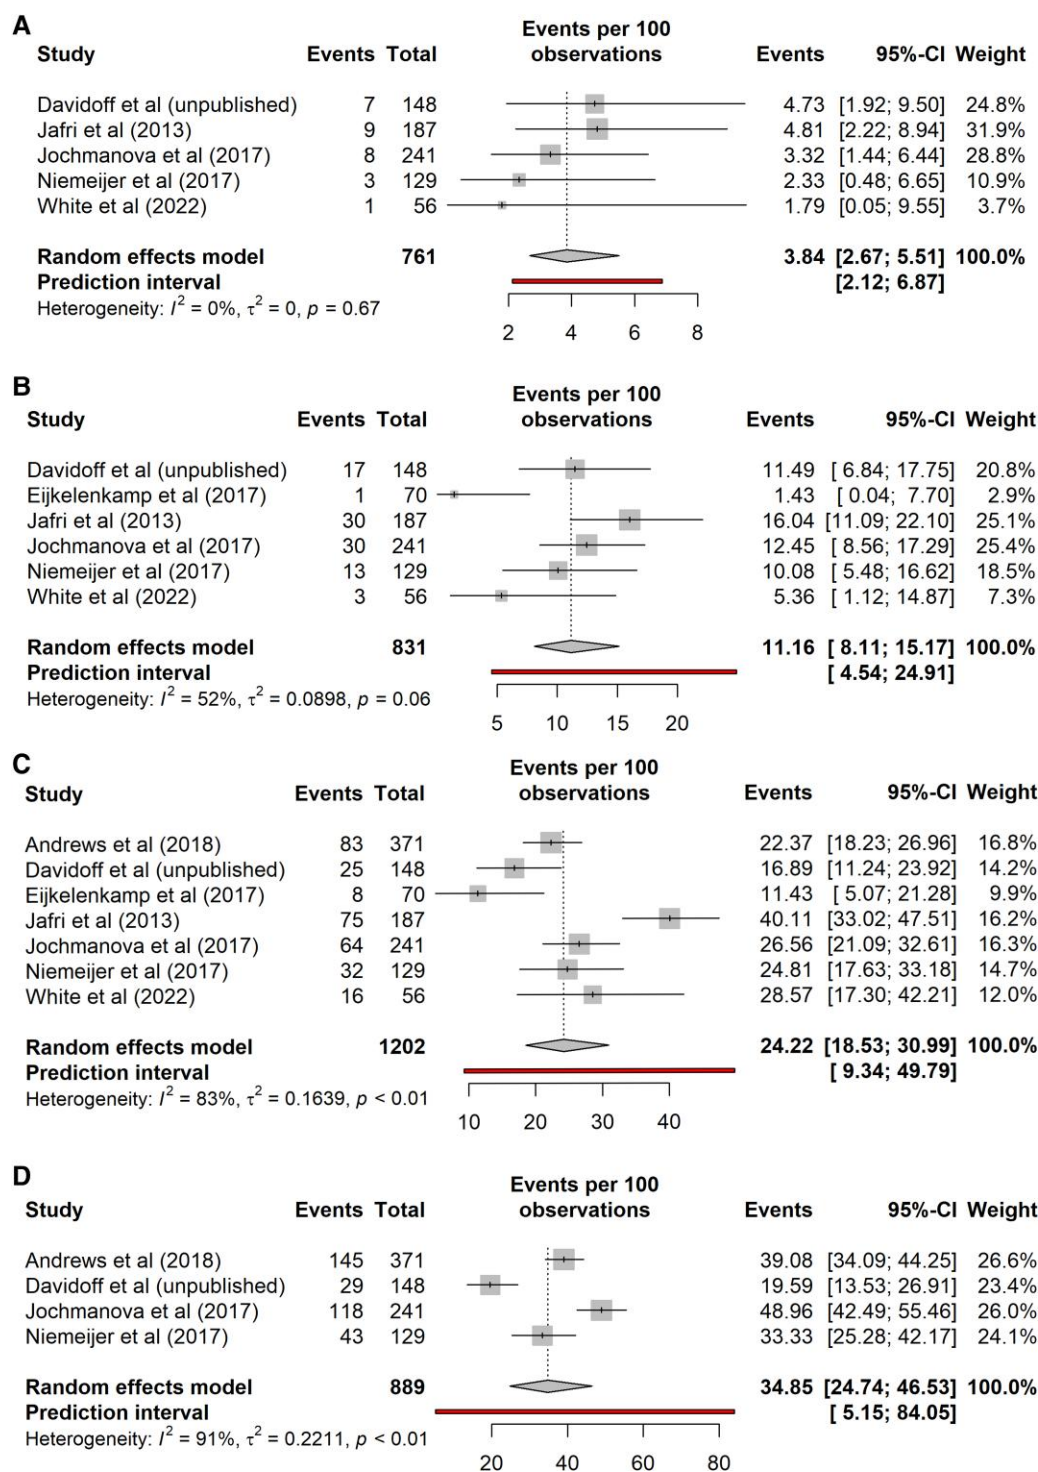 A
Events per 100
Study Events Total observations Events 95%-CI Weight
Davidoff et al (unpublished) 7 148 4.73 [1.92; 9.50] 24.8%
Jafri et al (2013) 9 187 4.81 [2.22; 8.94] 31.9%
Jochmanova et al (2017) 8 241 3.32 [1.44; 6.44] 28.8%
Niemeijer et al (2017) 3 129 2.33 [0.48; 6.65] 10.9%
White et al (2022) 1 56 1.79 [0.05; 9.55] 3.7%
Random effects model 761 3.84 [2.67; 5.51] 100.0%
Prediction interval [2.12; 6.87]
Heterogeneity: I² = 0%, τ² = 0, p = 0.67
2 4 6 8
B
Events per 100
Study Events Total observations Events 95%-CI Weight
Davidoff et al (unpublished) 17 148 11.49 [ 6.84; 17.75] 20.8%
Eijkelenkamp et al (2017) 1 70 1.43 [ 0.04; 7.70] 2.9%
Jafri et al (2013) 30 187 16.04 [11.09; 22.10] 25.1%
Jochmanova et al (2017) 30 241 12.45 [ 8.56; 17.29] 25.4%
Niemeijer et al (2017) 13 129 10.08 [ 5.48; 16.62] 18.5%
White et al (2022) 3 56 5.36 [ 1.12; 14.87] 7.3%
Random effects model 831 11.16 [ 8.11; 15.17] 100.0%
Prediction interval [ 4.54; 24.91]
Heterogeneity: I² = 52%, τ² = 0.0898, p = 0.06
5 10 15 20
C
Events per 100
Study Events Total observations Events 95%-CI Weight
Andrews et al (2018) 83 371 22.37 [18.23; 26.96] 16.8%
Davidoff et al (unpublished) 25 148 16.89 [11.24; 23.92] 14.2%
Eijkelenkamp et al (2017) 8 70 11.43 [ 5.07; 21.28] 9.9%
Jafri et al (2013) 75 187 40.11 [33.02; 47.51] 16.2%
Jochmanova et al (2017) 64 241 26.56 [21.09; 32.61] 16.3%
Niemeijer et al (2017) 32 129 24.81 [17.63; 33.18] 14.7%
White et al (2022) 16 56 28.57 [17.30; 42.21] 12.0%
Random effects model 1202 24.22 [18.53; 30.99] 100.0%
Prediction interval [ 9.34; 49.79]
Heterogeneity: I² = 83%, τ² = 0.1639, p < 0.01
10 20 30 40
D
Events per 100
Study Events Total observations Events 95%-CI Weight
Andrews et al (2018) 145 371 39.08 [34.09; 44.25] 26.6%
Davidoff et al (unpublished) 29 148 19.59 [13.53; 26.91] 23.4%
Jochmanova et al (2017) 118 241 48.96 [42.49; 55.46] 26.0%
Niemeijer et al (2017) 43 129 33.33 [25.28; 42.17] 24.1%
Random effects model 889 34.85 [24.74; 46.53] 100.0%
Prediction interval [ 5.15; 84.05]
Heterogeneity: I² = 91%, τ² = 0.2211, p < 0.01
20 40 60 80